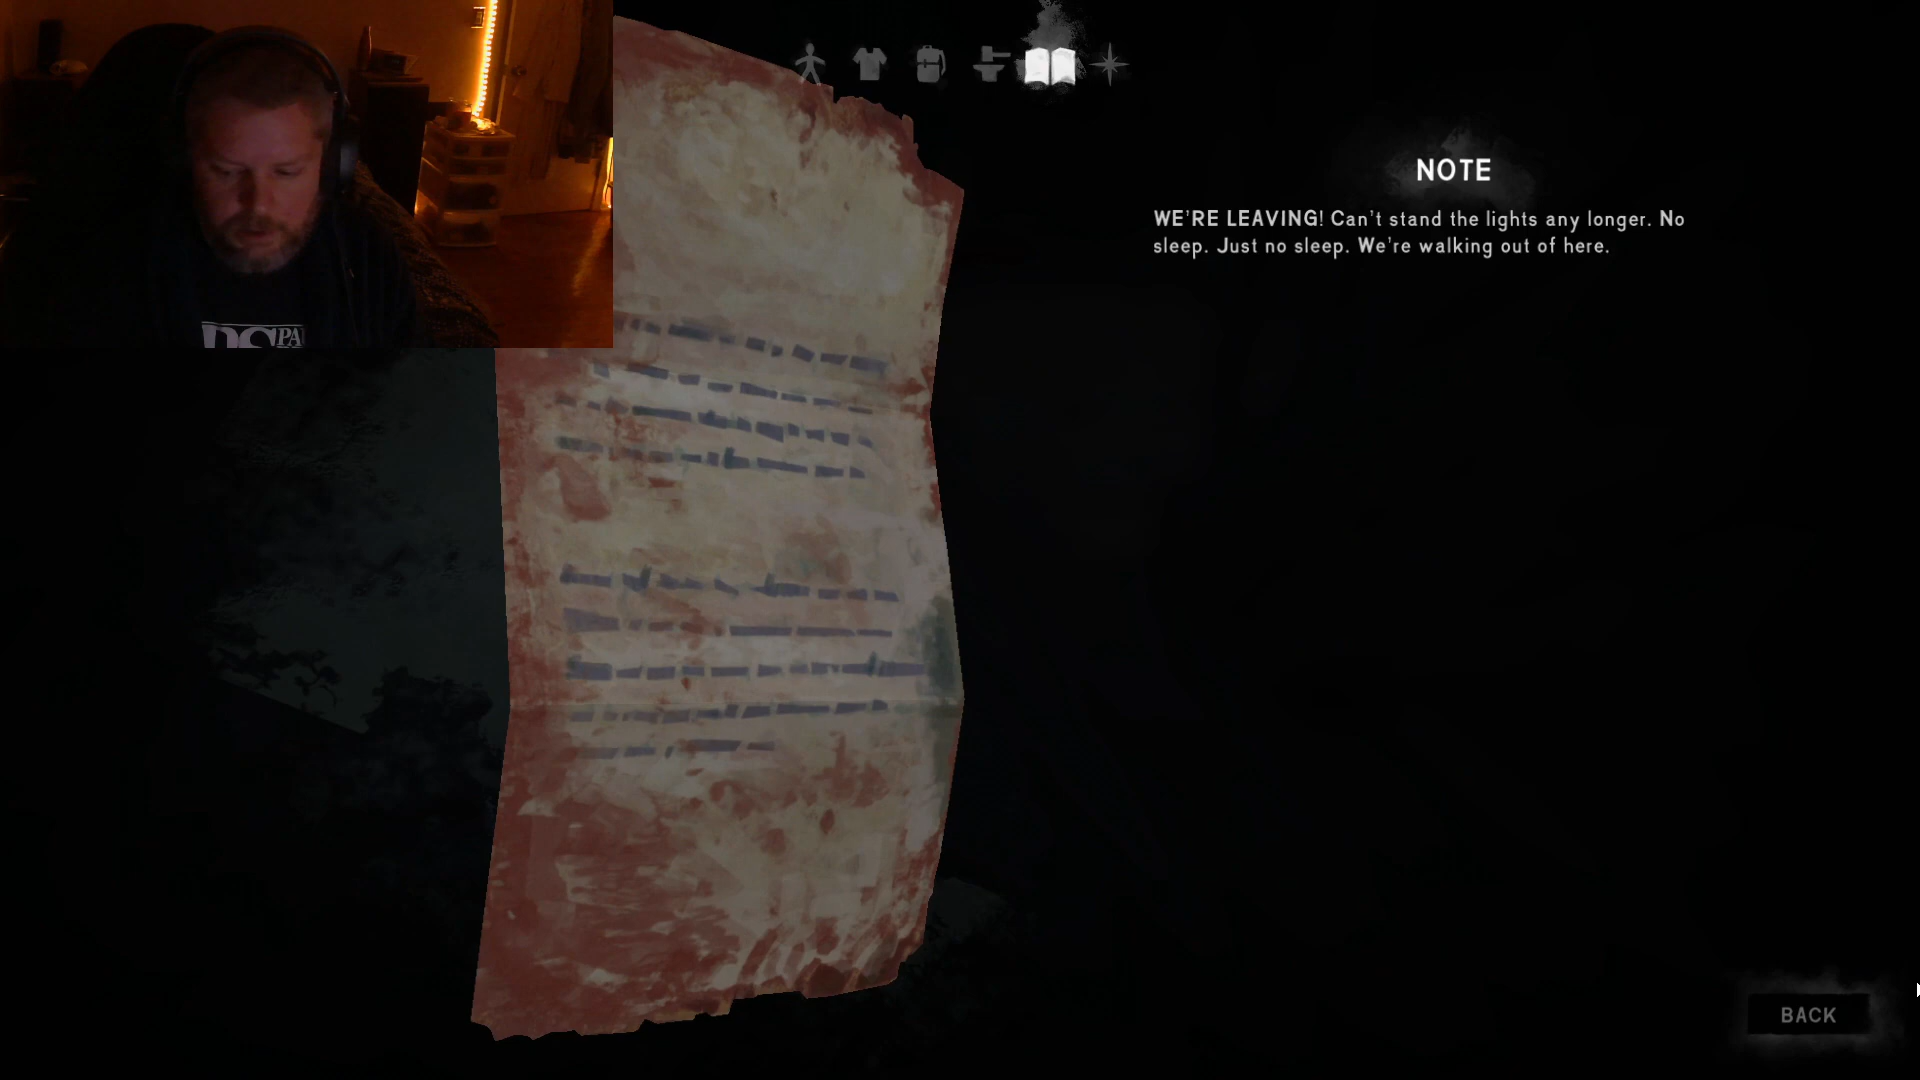 NOTE
WE'RE LEAVING! Can't stand the lights any longer. No
sleep. Just no sleep. We're walking out of here.
PA
BACK